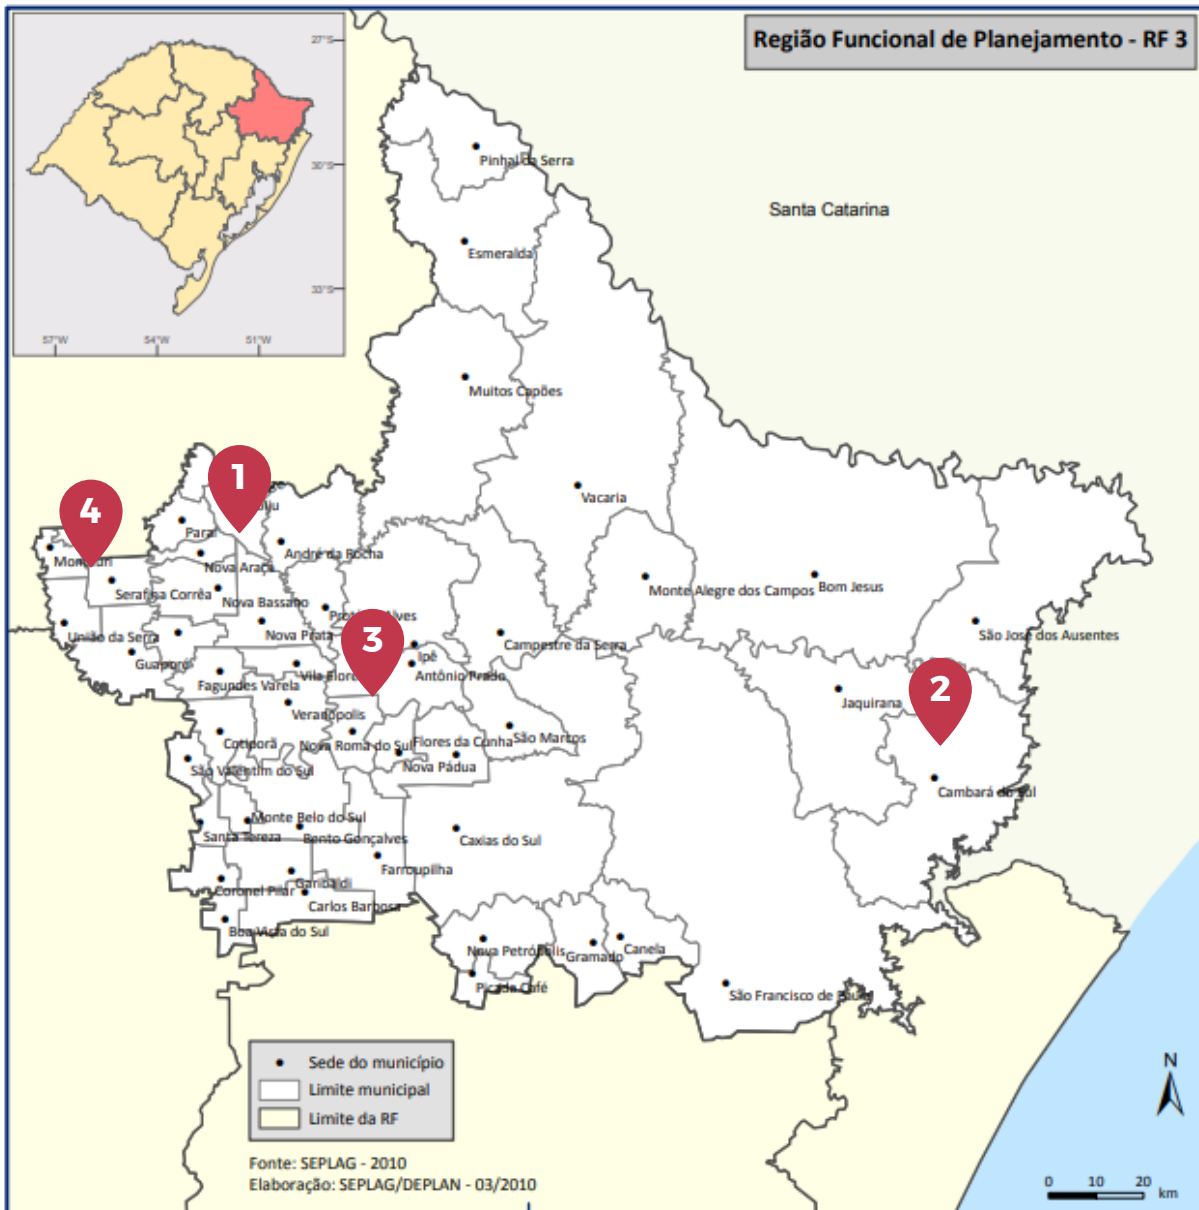 Região Funcional de Planejamento - RF 3
27°S
30°S
33°S
57°W
54°W
51°W
Santa Catarina
Pinhal da Serra
Esmeralda
Muitos Capões
Vacaria
1
4
Paraí
André da Rocha
Nova Araçá
Serafina Corrêa
Nova Bassano
Monte Alegre dos Campos
Bom Jesus
São José dos Ausentes
União da Serra
Nova Prata
Alves
3
Campestre da Serra
Guaporé
Ipê
Antônio Prado
Fagundes Varela
Vila
Jaquirana
2
Veranópolis
Cotiporã
Nova Roma do Sul
Flores da Cunha
São Marcos
Nova Pádua
São Valentim do Sul
Cambará do Sul
Monte Belo do Sul
Santa Tereza
Bento Gonçalves
Caxias do Sul
Farroupilha
Garibaldi
Coronel Pilar
Carlos Barbosa
Boa Vista do Sul
Nova Petrópolis
Gramado
Canela
Picada Café
São Francisco de Paula
Sede do município
Limite municipal
Limite da RF
Fonte: SEPLAG - 2010
Elaboração: SEPLAG/DEPLAN - 03/2010
N
0 10 20
km